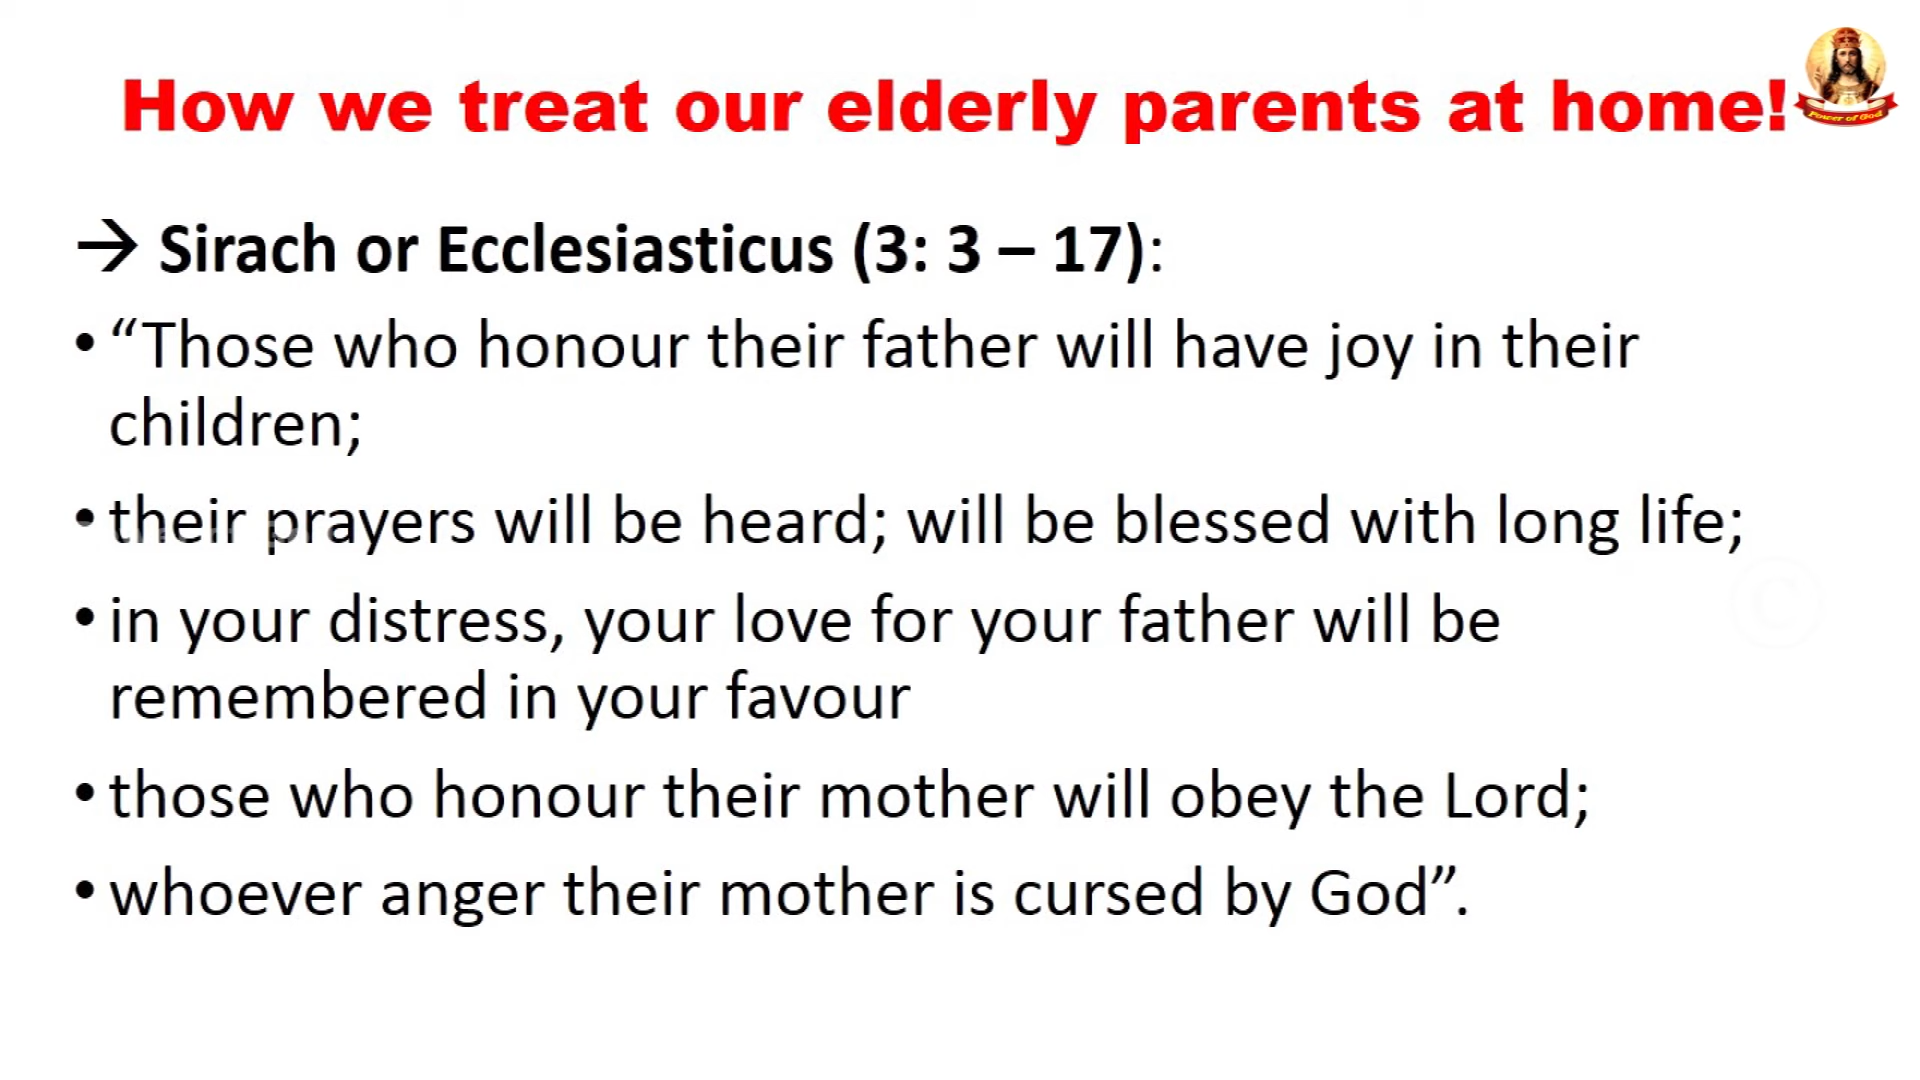 How we treat our elderly parents at home!
Power of God
→ Sirach or Ecclesiasticus (3: 3 – 17):
• “Those who honour their father will have joy in their
children;
• their prayers will be heard; will be blessed with long life;
• in your distress, your love for your father will be
remembered in your favour
• those who honour their mother will obey the Lord;
• whoever anger their mother is cursed by God”.